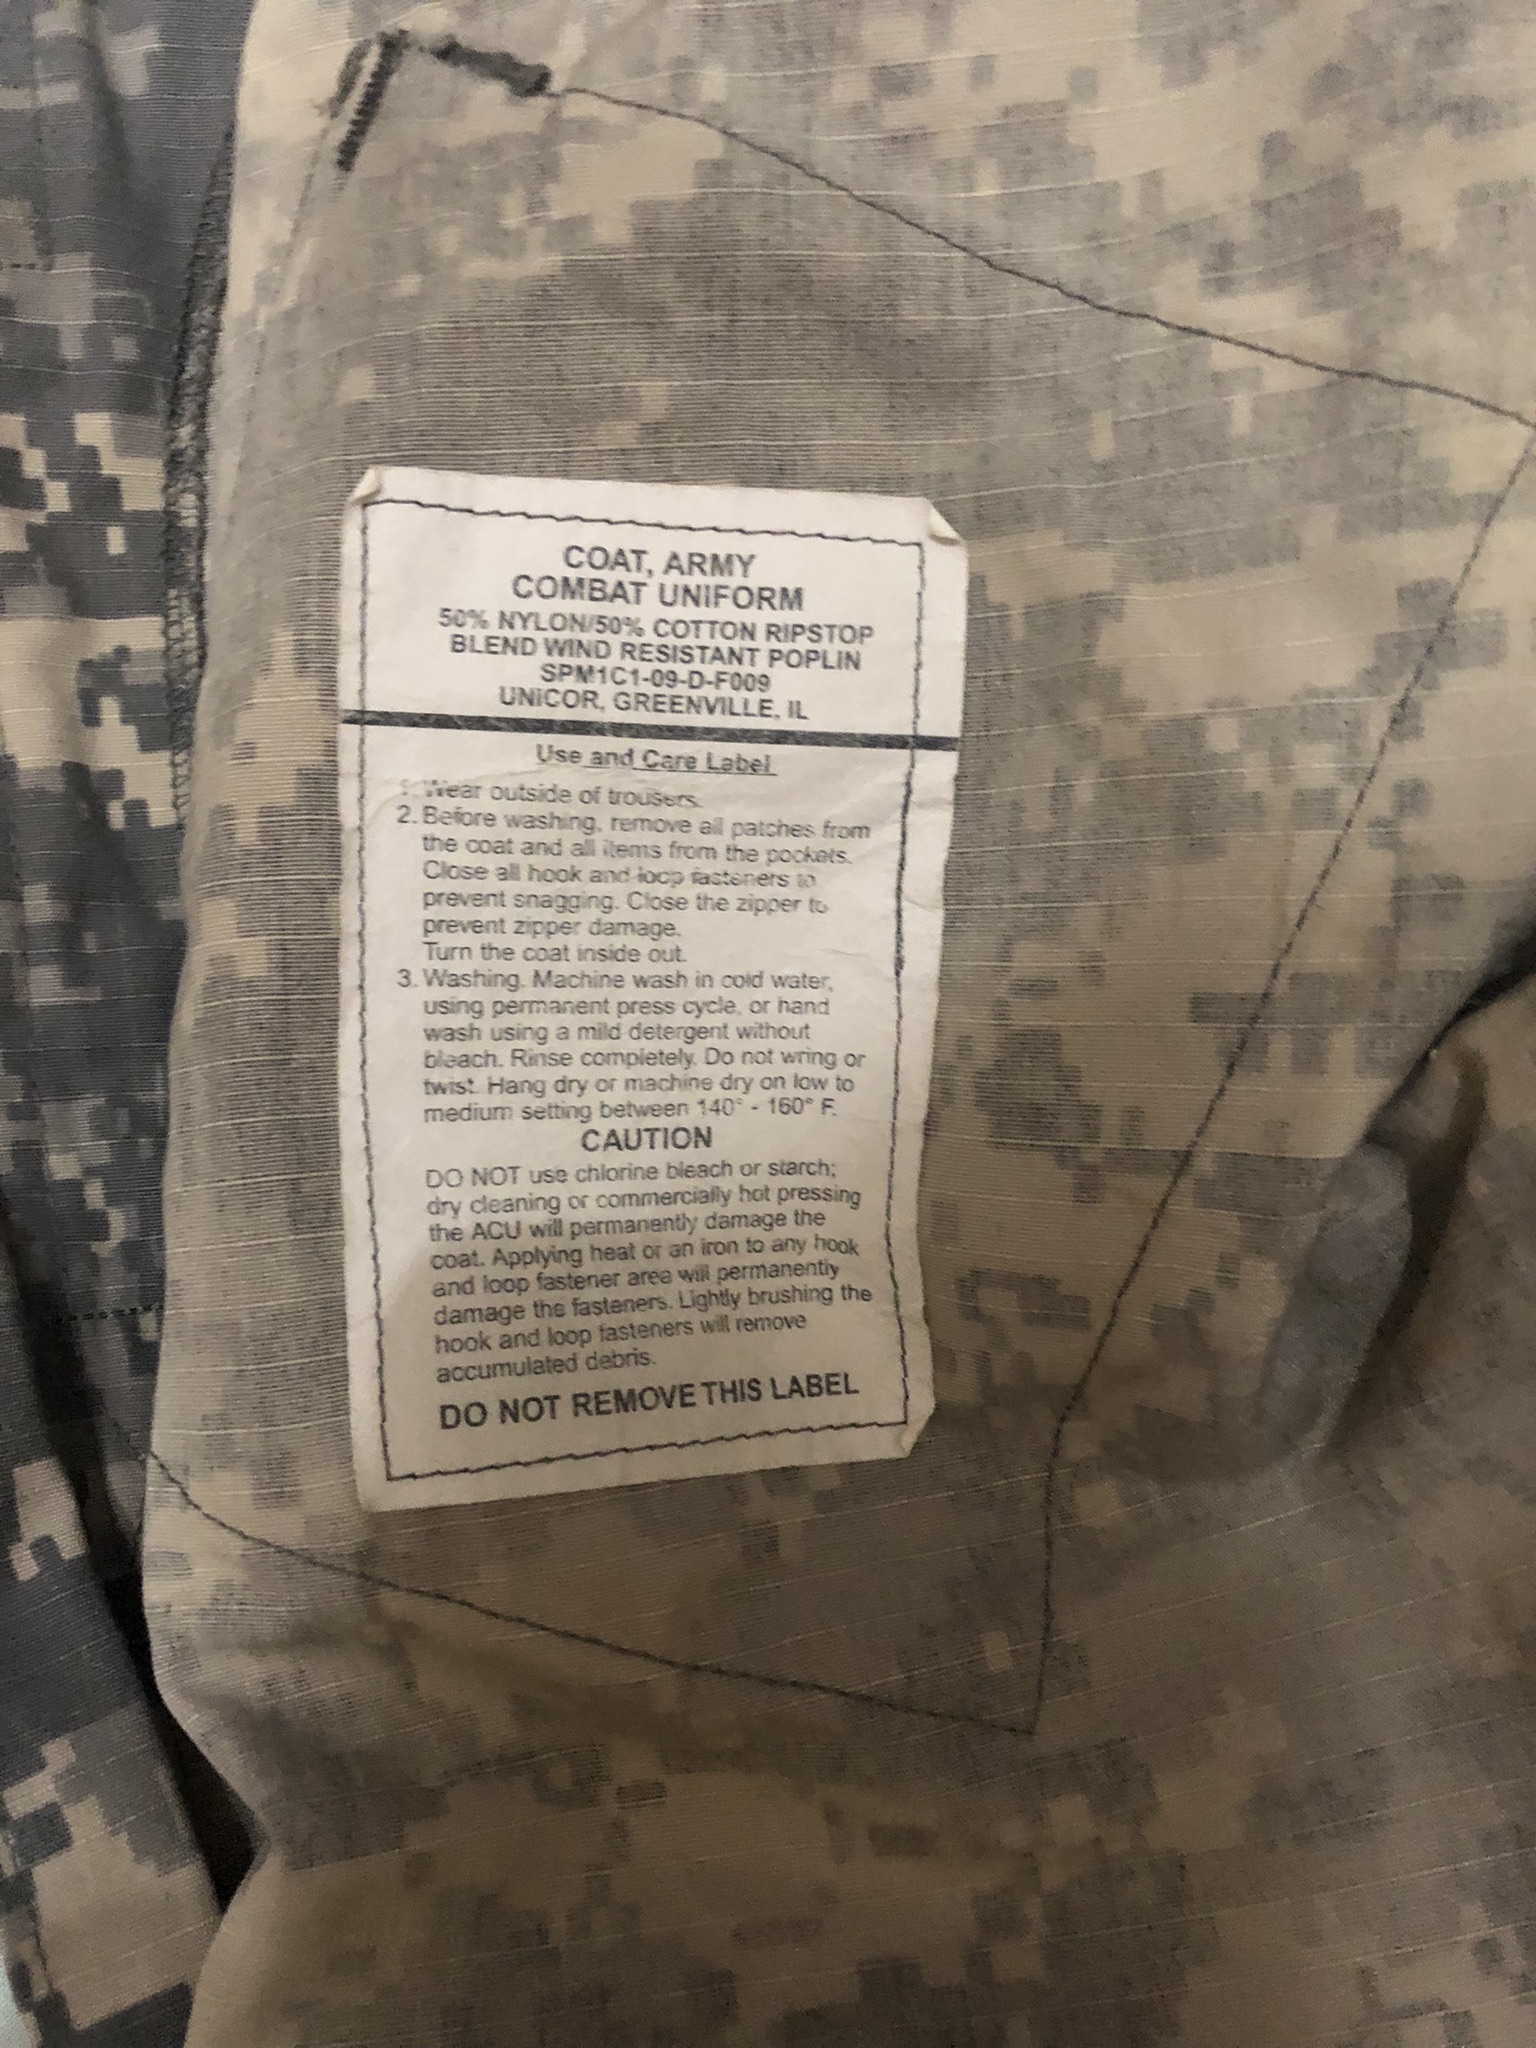 COAT, ARMY
COMBAT UNIFORM
50% NYLON/50% COTTON RIPSTOP
BLEND WIND RESISTANT POPLIN
SPM1C1-09-D-F009
UNICOR, GREENVILLE, IL
Use and Care Label
1. Wear outside of trousers.
2. Before washing, remove all patches from
the coat and all items from the pockets.
Close all hook and loop fasteners to
prevent snagging. Close the zipper to
prevent zipper damage.
Turn the coat inside out.
3. Washing. Machine wash in cold water,
using permanent press cycle, or hand
wash using a mild detergent without
bleach. Rinse completely. Do not wring or
twist. Hang dry or machine dry on low to
medium setting between 140° - 160° F.
CAUTION
DO NOT use chlorine bleach or starch;
dry cleaning or commercially hot pressing
the ACU will permanently damage the
coat. Applying heat or an iron to any hook
and loop fastener area will permanently
damage the fasteners. Lightly brushing the
hook and loop fasteners will remove
accumulated debris.
DO NOT REMOVE THIS LABEL